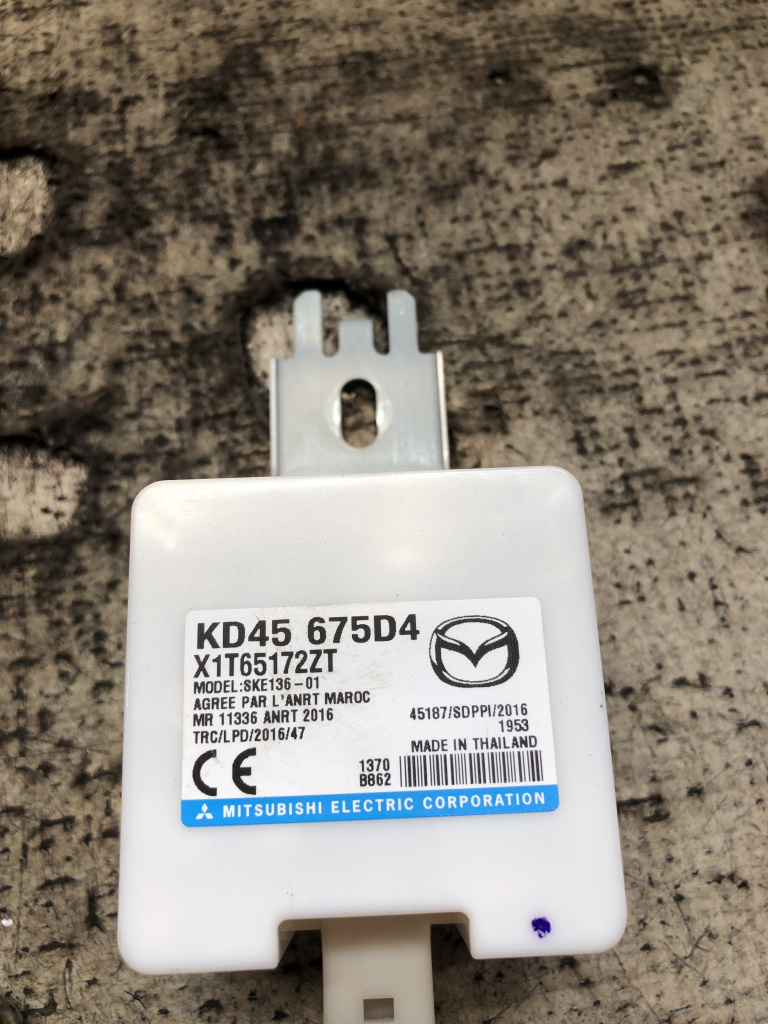 KD45 675D4
X1T65172ZT
MODEL:SKE136-01
AGREE PAR L'ANRT MAROC
MR 11336 ANRT 2016
TRC/LPD/2016/47
45187/SDPPI/2016
1953
MADE IN THAILAND
CE
1370
B862
MITSUBISHI ELECTRIC CORPORATION